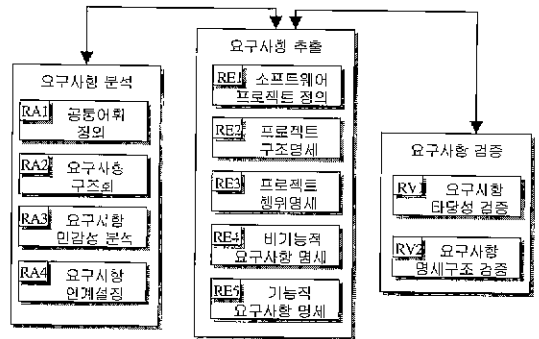 요구사항 분석
RA1 공통어휘
정의
RA2 요구사항
구조화
RA3 요구사항
민감성 분석
RA4 요구사항
연계설정
요구사항 추출
RE1 소프트웨어
프로젝트 정의
RE2 프로젝트
구조명세
RE3 프로젝트
행위명세
RE4 비기능적
요구사항 명세
RE5 기능적
요구사항 명세
요구사항 검증
RV1 요구사항
타당성 검증
RV2 요구사항
명세구조 검증